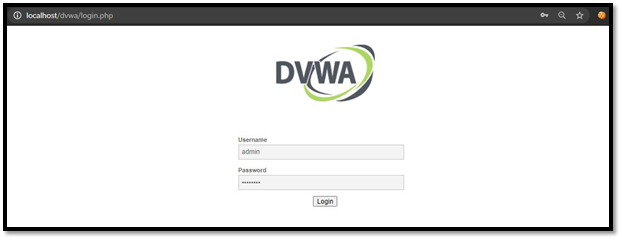 localhost/dvwa/login.php
DVWA
Username
admin
Password
••••••••
Login